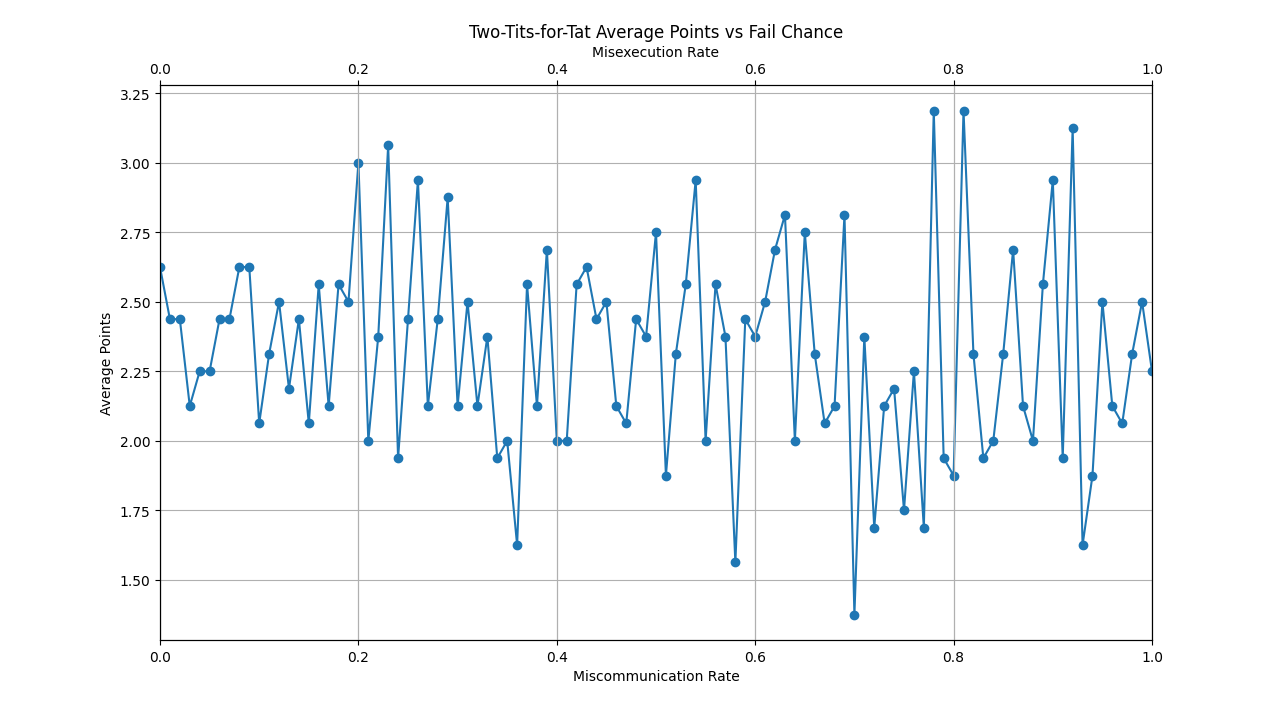 Two-Tits-for-Tat Average Points vs Fail Chance
Misexecution Rate
0.0 0.2 0.4 0.6 0.8 1.0
3.25
3.00
2.75
2.50
2.25
2.00
1.75
1.50
Average Points
0.0 0.2 0.4 0.6 0.8 1.0
Miscommunication Rate